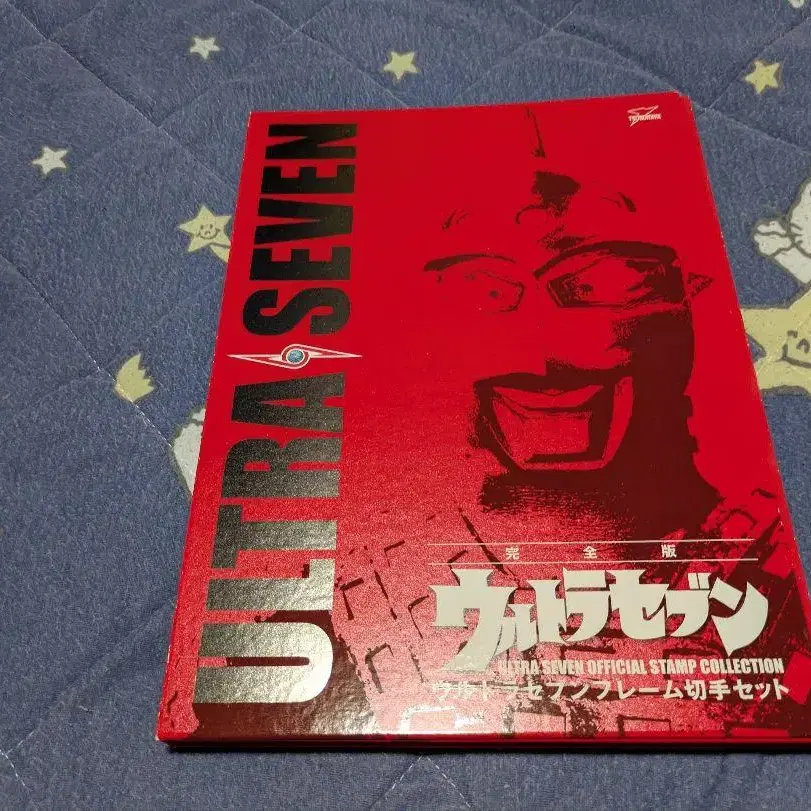 TSUBURAYA
ULTRA SEVEN
完全版
ウルトラセブン
ULTRA SEVEN OFFICIAL STAMP COLLECTION
ウルトラセブンフレーム切手セット